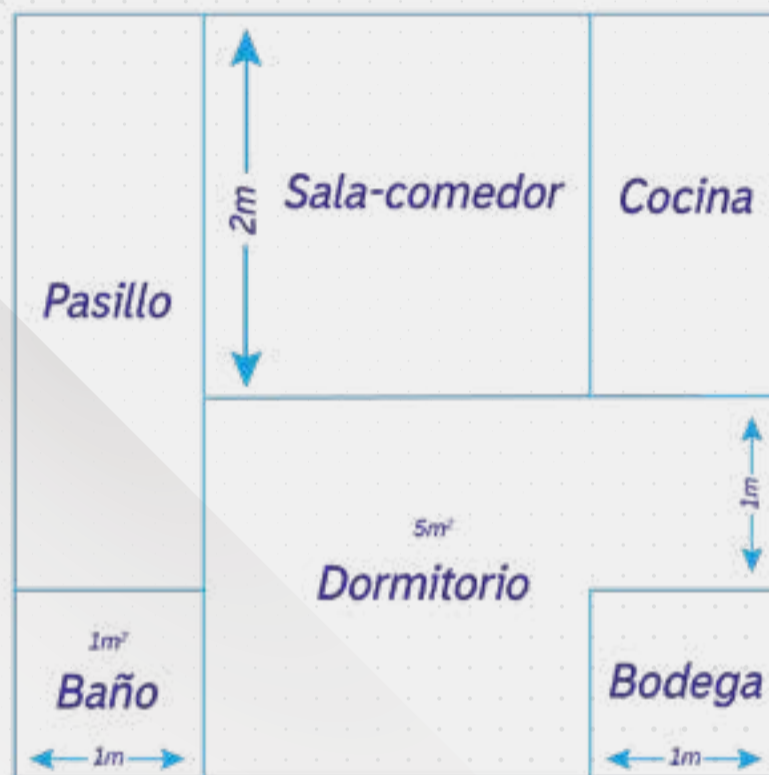 Sala-comedor
Cocina
2m
Pasillo
1m
5m²
Dormitorio
1m²
Baño
Bodega
1m
1m